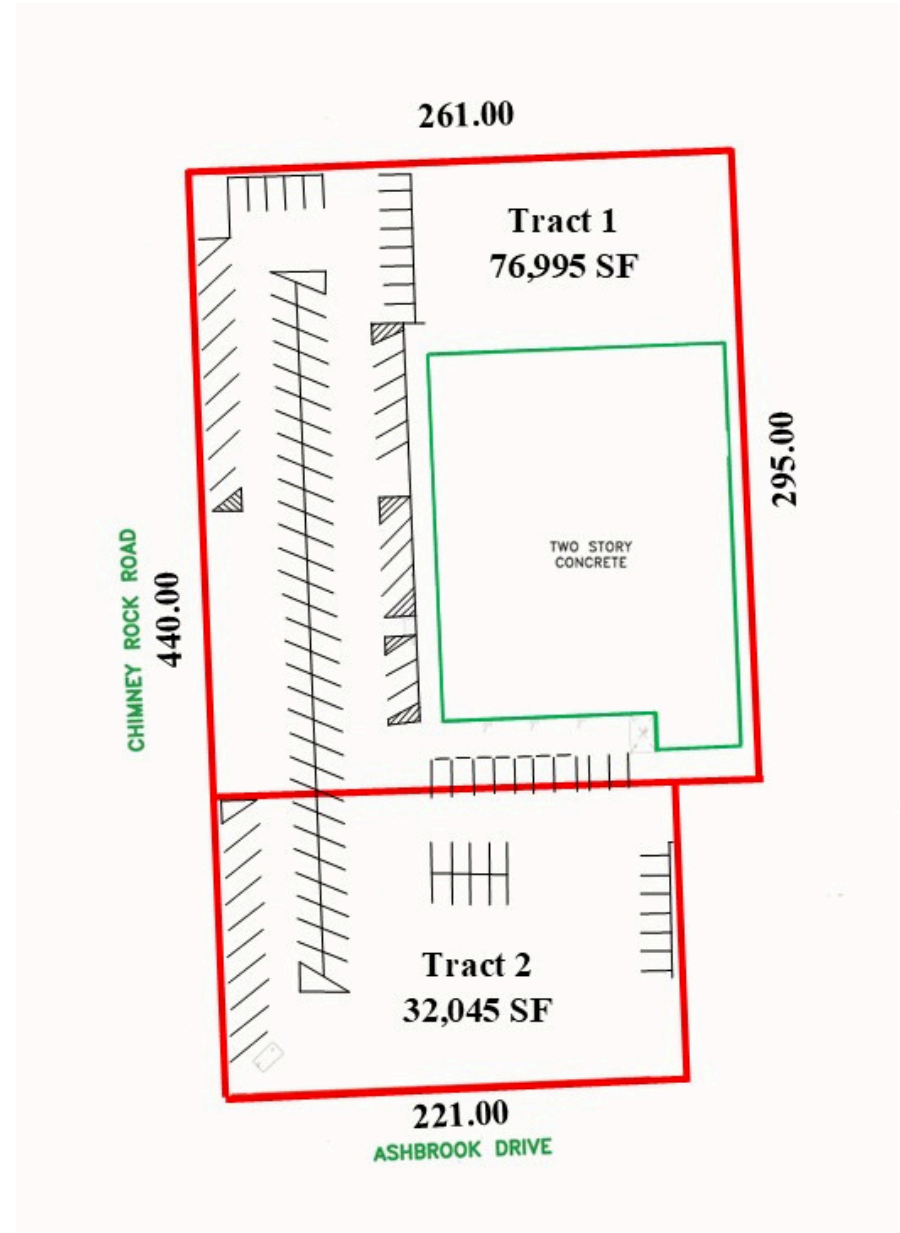 261.00
Tract 1
76,995 SF
295.00
TWO STORY
CONCRETE
CHIMNEY ROCK ROAD
440.00
Tract 2
32,045 SF
221.00
ASHBROOK DRIVE